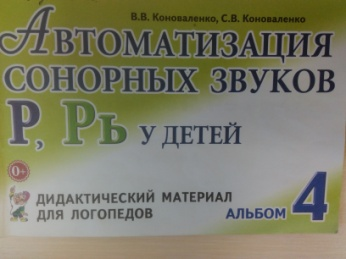 В.В. Коноваленко, С.В. Коноваленко
АВТОМАТИЗАЦИЯ
СОНОРНЫХ ЗВУКОВ
Р, РЬ У ДЕТЕЙ
0+
ДИДАКТИЧЕСКИЙ МАТЕРИАЛ
ДЛЯ ЛОГОПЕДОВ
АЛЬБОМ 4